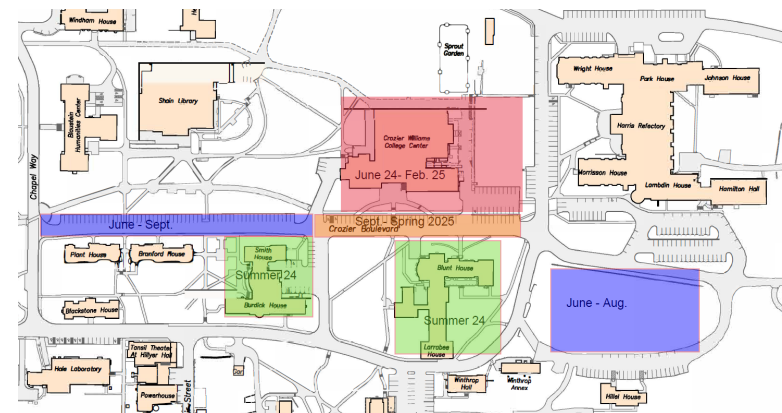 Windham House
Sprout
Garden
Wright House
Park House
Johnson House
Shain Library
Blaustein
Humanities Center
Crozier Williams
College Center
Harris Refectory
June 24- Feb. 25
Morrisson House
Lambdin House
Hamilton Hall
Chapel Way
June - Sept.
Sept - Spring 2025
Crozier Boulevard
Plant House
Branford House
Smith
House
Summer 24
Blunt House
Burdick House
Blackstone House
June - Aug.
Summer 24
Larrabee
House
Tansil Theater
At Hillyer Hall
Hale Laboratory
Powerhouse
Street
Winthrop
Hall
Winthrop
Annex
Hillel House